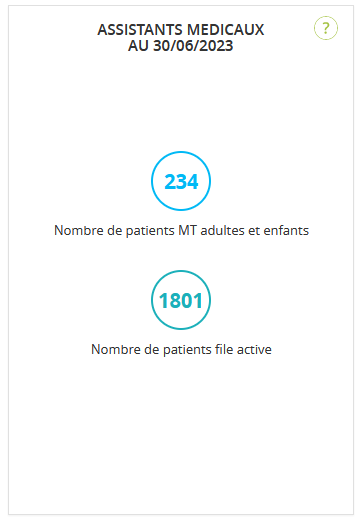 ASSISTANTS MEDICAUX
AU 30/06/2023
?
234
Nombre de patients MT adultes et enfants
1801
Nombre de patients file active